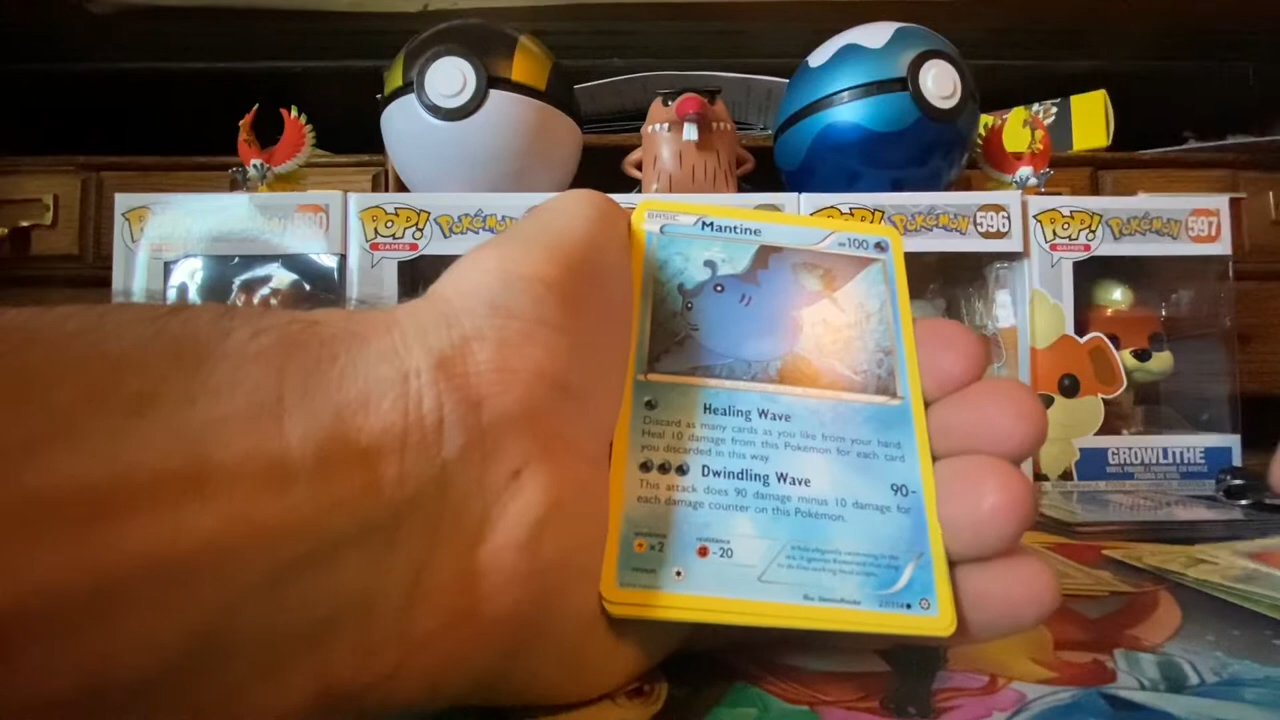 POP!
GAMES
580
POP!
GAMES
POKÉMON
POP!
POKÉMON
596
POP!
GAMES
POKÉMON
597
GROWLITHE
BASIC
Mantine
HP100
Healing Wave
Discard as many cards as you like from your hand.
Heal 10 damage from this Pokémon for each card
you discarded in this way.
Dwindling Wave
90-
This attack does 90 damage minus 10 damage for
each damage counter on this Pokémon.
weakness
×2
resistance
-20